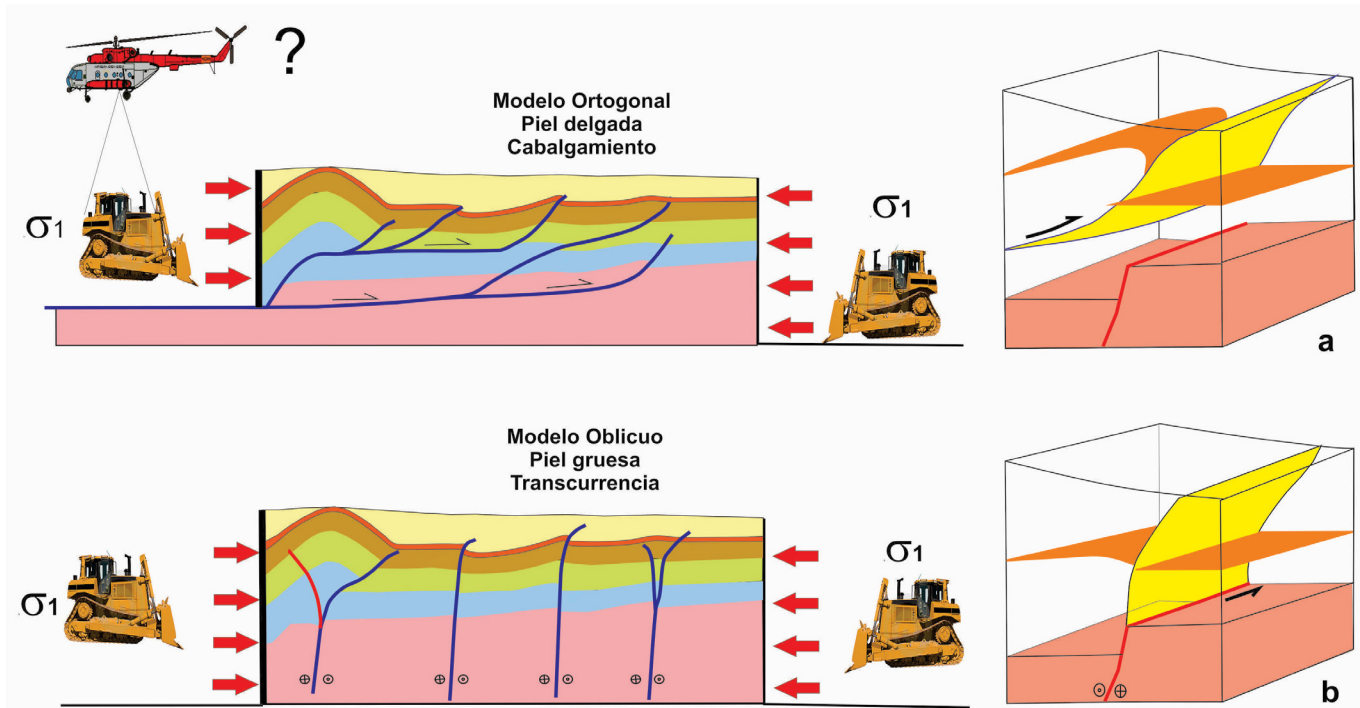 ?
Modelo Ortogonal
Piel delgada
Cabalgamiento
σ1
σ1
a
Modelo Oblicuo
Piel gruesa
Transcurrencia
σ1
σ1
b